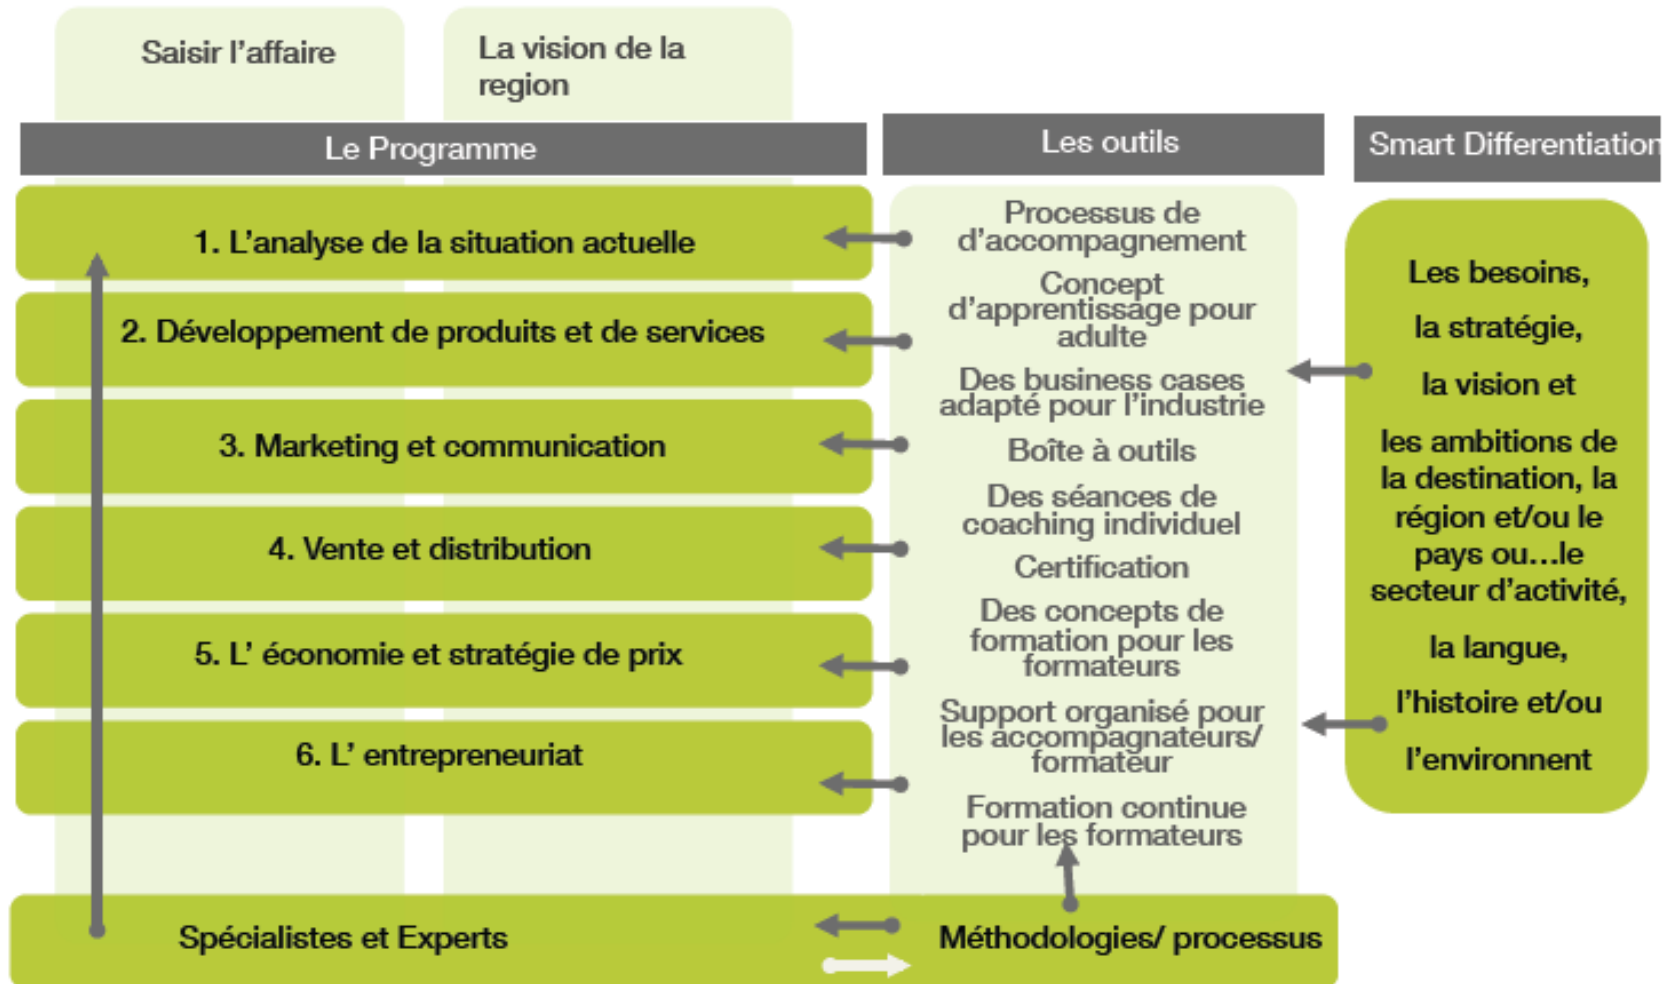 Saisir l'affaire
La vision de la
region
Le Programme
Les outils
Smart Differentiation
1. L'analyse de la situation actuelle
2. Développement de produits et de services
3. Marketing et communication
4. Vente et distribution
5. L' économie et stratégie de prix
6. L' entrepreneuriat
Processus de
d'accompagnement
Concept
d'apprentissage pour
adulte
Des business cases
adapté pour l'industrie
Boîte à outils
Des séances de
coaching individuel
Certification
Des concepts de
formation pour les
formateurs
Support organisé pour
les accompagnateurs/
formateur
Formation continue
pour les formateurs
Les besoins,
la stratégie,
la vision et
les ambitions de
la destination, la
région et/ou le
pays ou...le
secteur d'activité,
la langue,
l'histoire et/ou
l'environnent
Spécialistes et Experts
Méthodologies/ processus